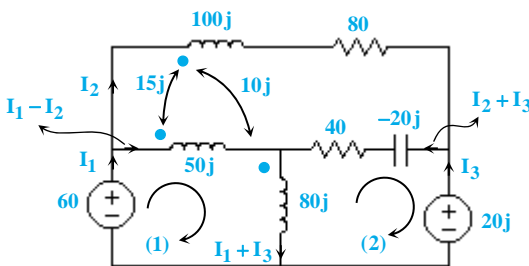 100j
80
I₂
15j
10j
I₁ − I₂
I₂ + I₃
40
−20j
I₁
50j
I₃
60
+
−
80j
+
−
20j
(1)
I₁ + I₃
(2)